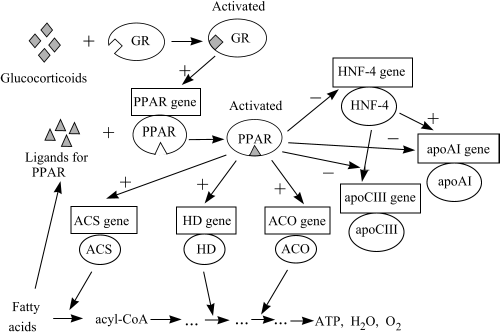 Activated
+ GR GR
Glucocorticoids
+
HNF-4 gene
PPAR gene
Activated
HNF-4
+ PPAR PPAR
−
+
Ligands for
PPAR
−
apoAI gene
apoAI
−
apoCIII gene
apoCIII
+ + +
ACS gene HD gene ACO gene
ACS HD ACO
Fatty
acids
acyl-CoA ... ... ... ATP, H2O, O2